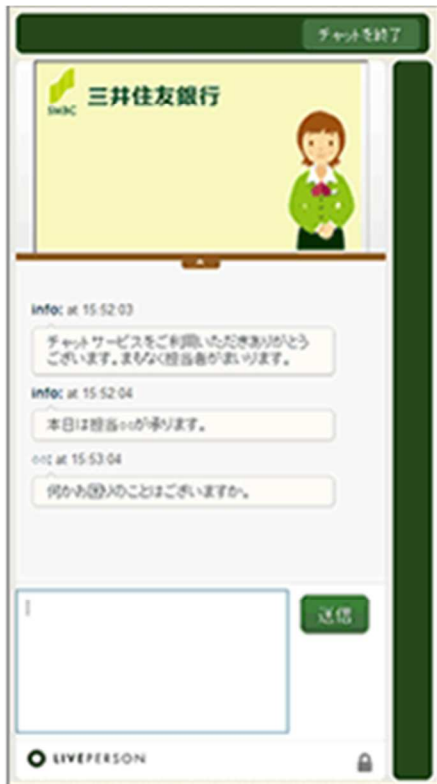 チャットを終了
SMBC 三井住友銀行
info: at 15:52:03
チャットサービスをご利用いただきありがとう
ございます。まもなく担当者がまいります。
info: at 15:52:04
本日は担当○○が承ります。
○○: at 15:53:04
何かお困りのことはございますか。
送信
LIVEPERSON